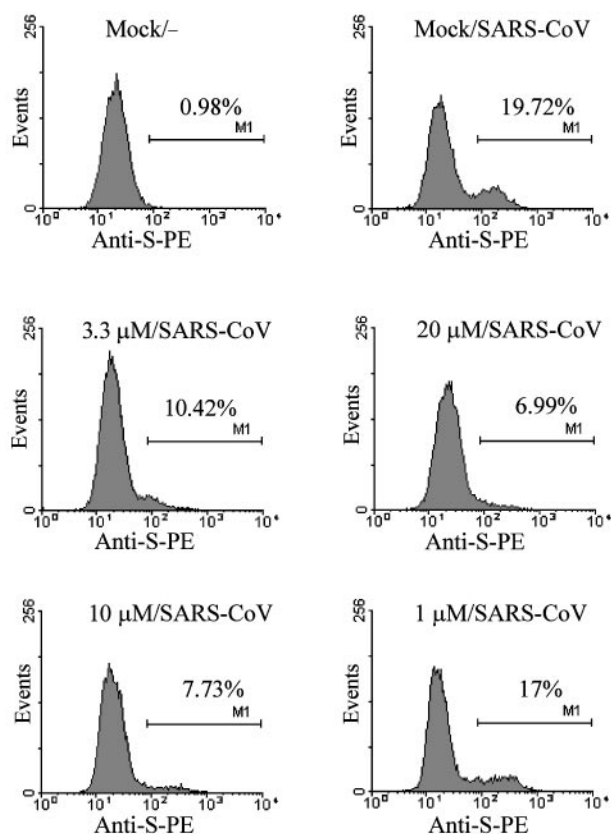 Mock/–
256
Events
0
0.98%
M1
10⁰ 10¹ 10² 10³ 10⁴
Anti-S-PE
Mock/SARS-CoV
256
Events
0
19.72%
M1
10⁰ 10¹ 10² 10³ 10⁴
Anti-S-PE
3.3 µM/SARS-CoV
256
Events
0
10.42%
M1
10⁰ 10¹ 10² 10³ 10⁴
Anti-S-PE
20 µM/SARS-CoV
256
Events
0
6.99%
M1
10⁰ 10¹ 10² 10³ 10⁴
Anti-S-PE
10 µM/SARS-CoV
256
Events
0
7.73%
M1
10⁰ 10¹ 10² 10³ 10⁴
Anti-S-PE
1 µM/SARS-CoV
256
Events
0
17%
M1
10⁰ 10¹ 10² 10³ 10⁴
Anti-S-PE